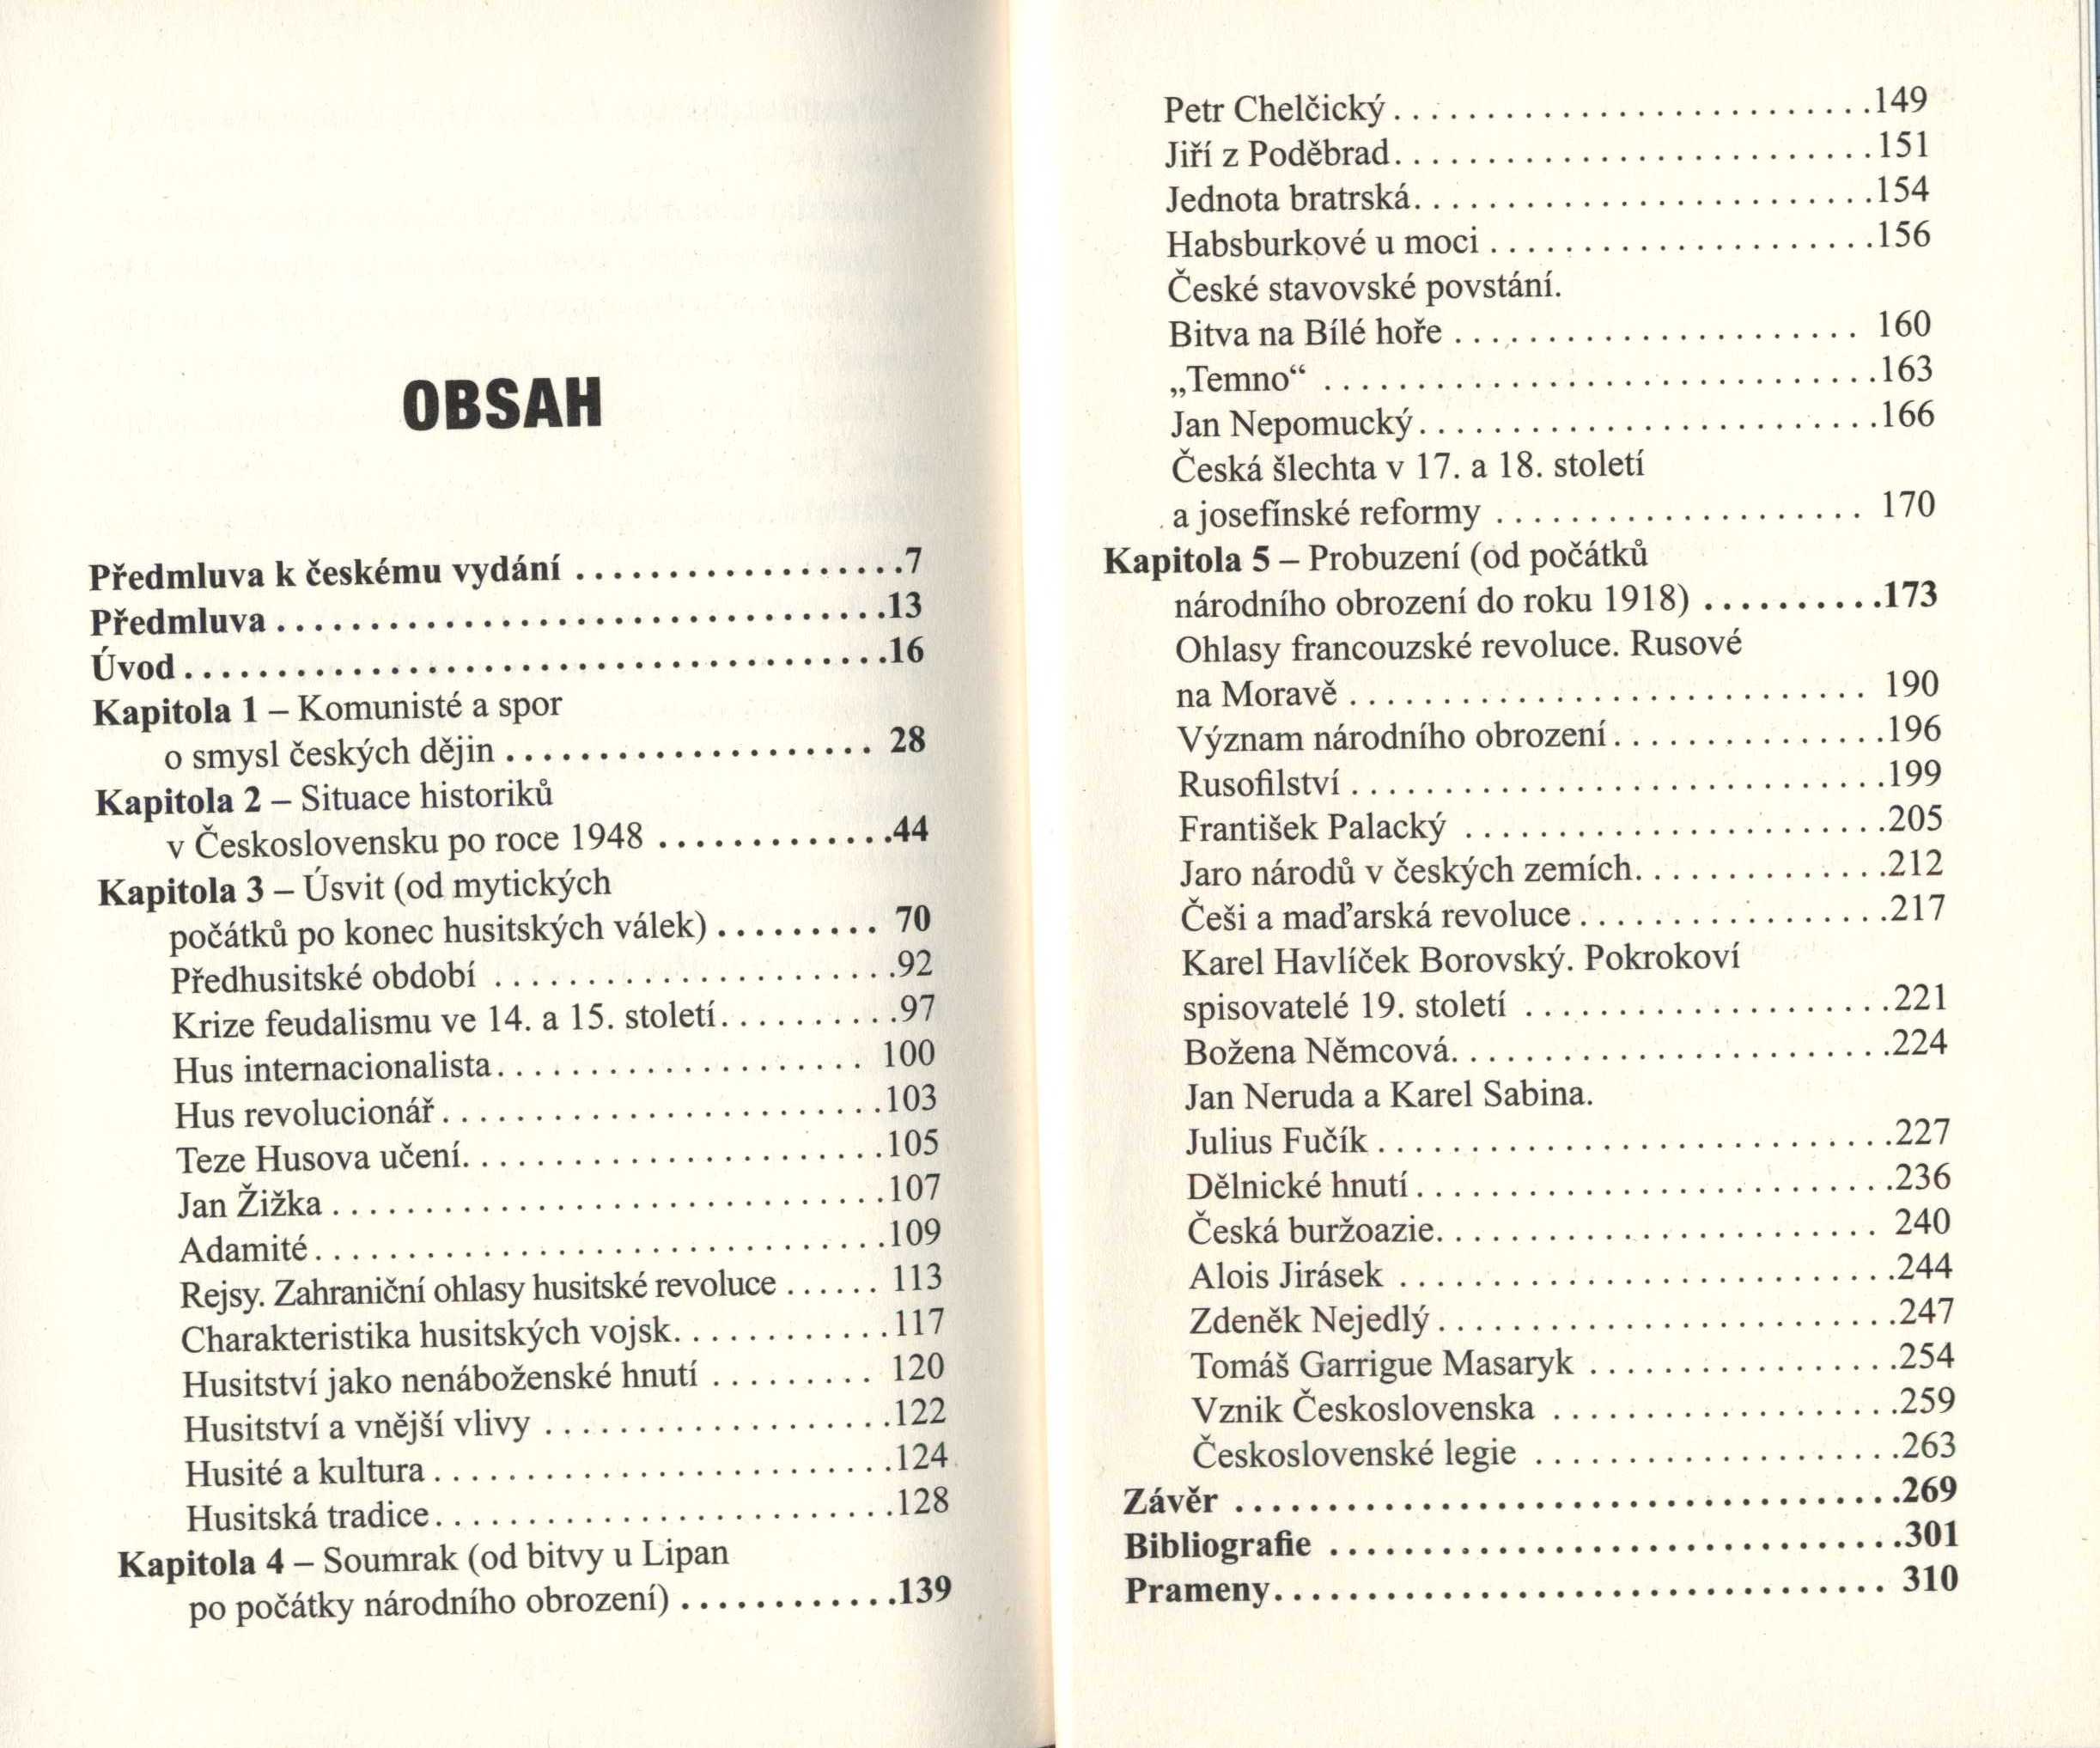 OBSAH
Předmluva k českému vydání . . . . . . . . . . . . . . . . . .7
Předmluva . . . . . . . . . . . . . . . . . . . . . . . . . . . . . . . . .13
Úvod . . . . . . . . . . . . . . . . . . . . . . . . . . . . . . . . . . . . . .16
Kapitola 1 – Komunisté a spor
o smysl českých dějin . . . . . . . . . . . . . . . . . . . . 28
Kapitola 2 – Situace historiků
v Československu po roce 1948 . . . . . . . . . . . . .44
Kapitola 3 – Úsvit (od mytických
počátků po konec husitských válek) . . . . . . . . . 70
Předhusitské období . . . . . . . . . . . . . . . . . . . . . .92
Krize feudalismu ve 14. a 15. století. . . . . . . . . .97
Hus internacionalista. . . . . . . . . . . . . . . . . . . . 100
Hus revolucionář . . . . . . . . . . . . . . . . . . . . . . . .103
Teze Husova učení. . . . . . . . . . . . . . . . . . . . . . .105
Jan Žižka . . . . . . . . . . . . . . . . . . . . . . . . . . . . . .107
Adamité. . . . . . . . . . . . . . . . . . . . . . . . . . . . . . .109
Rejsy. Zahraniční ohlasy husitské revoluce . . . . . . 113
Charakteristika husitských vojsk. . . . . . . . . . . .117
Husitství jako nenáboženské hnutí . . . . . . . . . 120
Husitství a vnější vlivy . . . . . . . . . . . . . . . . . . .122
Husité a kultura . . . . . . . . . . . . . . . . . . . . . . . . .124
Husitská tradice. . . . . . . . . . . . . . . . . . . . . . . . .128
Kapitola 4 – Soumrak (od bitvy u Lipan
po počátky národního obrození) . . . . . . . . . . . .139
Petr Chelčický . . . . . . . . . . . . . . . . . . . . . . . . . .149
Jiří z Poděbrad. . . . . . . . . . . . . . . . . . . . . . . . . .151
Jednota bratrská. . . . . . . . . . . . . . . . . . . . . . . . .154
Habsburkové u moci . . . . . . . . . . . . . . . . . . . . .156
České stavovské povstání.
Bitva na Bílé hoře . . . . . . . . . . . . . . . . . . . . . . 160
„Temno“ . . . . . . . . . . . . . . . . . . . . . . . . . . . . . .163
Jan Nepomucký. . . . . . . . . . . . . . . . . . . . . . . . .166
Česká šlechta v 17. a 18. století
a josefínské reformy . . . . . . . . . . . . . . . . . . . . 170
Kapitola 5 – Probuzení (od počátků
národního obrození do roku 1918) . . . . . . . . . .173
Ohlasy francouzské revoluce. Rusové
na Moravě . . . . . . . . . . . . . . . . . . . . . . . . . . . . 190
Význam národního obrození. . . . . . . . . . . . . . .196
Rusofilství . . . . . . . . . . . . . . . . . . . . . . . . . . . . .199
František Palacký . . . . . . . . . . . . . . . . . . . . . . .205
Jaro národů v českých zemích. . . . . . . . . . . . . .212
Češi a maďarská revoluce . . . . . . . . . . . . . . . . .217
Karel Havlíček Borovský. Pokrokoví
spisovatelé 19. století . . . . . . . . . . . . . . . . . . . .221
Božena Němcová. . . . . . . . . . . . . . . . . . . . . . . .224
Jan Neruda a Karel Sabina.
Julius Fučík . . . . . . . . . . . . . . . . . . . . . . . . . . . .227
Dělnické hnutí . . . . . . . . . . . . . . . . . . . . . . . . . .236
Česká buržoazie. . . . . . . . . . . . . . . . . . . . . . . . 240
Alois Jirásek . . . . . . . . . . . . . . . . . . . . . . . . . . .244
Zdeněk Nejedlý . . . . . . . . . . . . . . . . . . . . . . . . .247
Tomáš Garrigue Masaryk . . . . . . . . . . . . . . . . .254
Vznik Československa . . . . . . . . . . . . . . . . . . .259
Československé legie . . . . . . . . . . . . . . . . . . . .263
Závěr . . . . . . . . . . . . . . . . . . . . . . . . . . . . . . . . . . . .269
Bibliografie . . . . . . . . . . . . . . . . . . . . . . . . . . . . . . .301
Prameny. . . . . . . . . . . . . . . . . . . . . . . . . . . . . . . . . 310